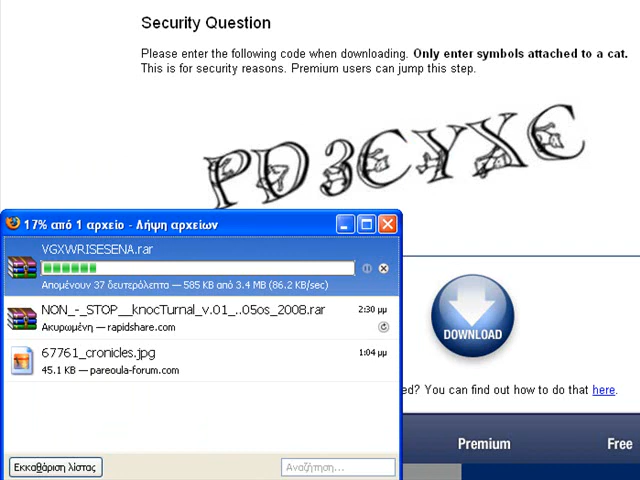 Security Question
Please enter the following code when downloading. Only enter symbols attached to a cat.
This is for security reasons. Premium users can jump this step.
PD3CYXC
17% από 1 αρχείο - Λήψη αρχείων
VGXWRISESENA.rar
Απομένουν 37 δευτερόλεπτα — 585 KB από 3.4 MB (86.2 KB/sec)
NON_-_STOP__knocTurnal_v.01_..05os_2008.rar 2:30 μμ
Ακυρωμένη — rapidshare.com
67761_cronicles.jpg 1:04 μμ
45.1 KB — pareoula-forum.com
DOWNLOAD
ed? You can find out how to do that here.
Premium Free
Εκκαθάριση λίστας Αναζήτηση...